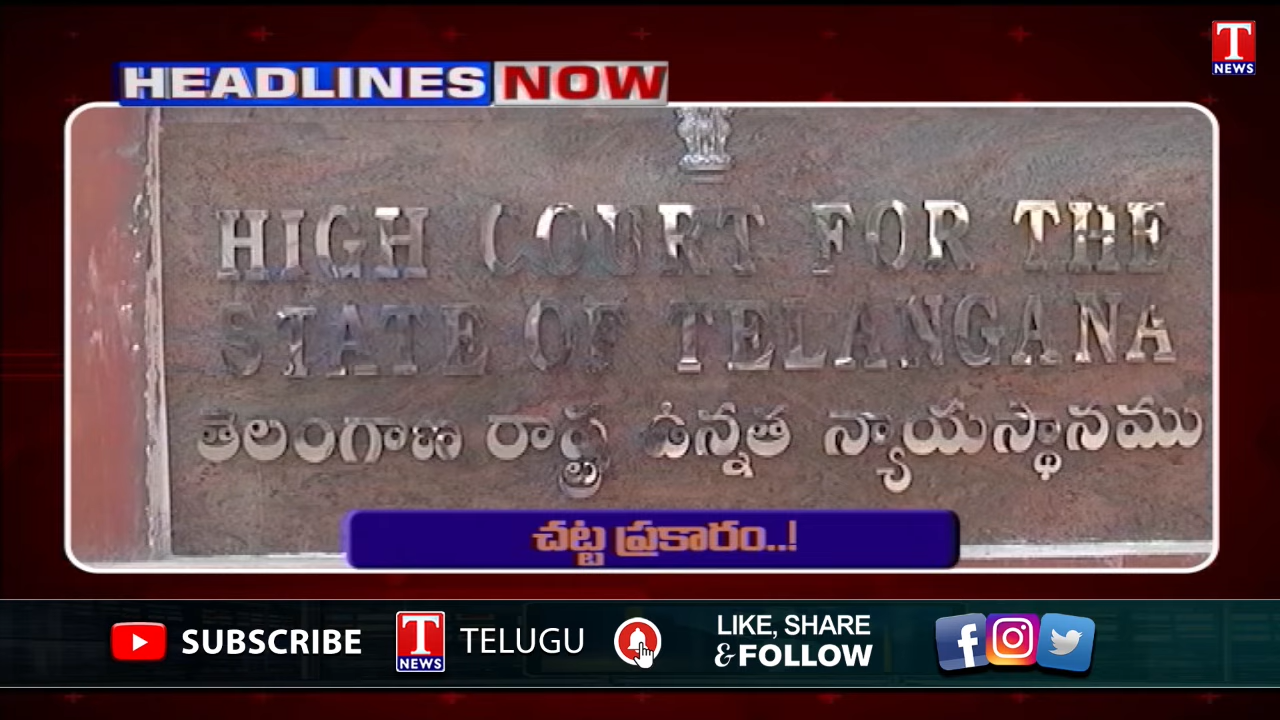 T
NEWS
HEADLINES NOW
HIGH COURT FOR THE
STATE OF TELANGANA
తెలంగాణ రాష్ట్ర ఉన్నత న్యాయస్థానము
చట్ట ప్రకారం..!
SUBSCRIBE
T
NEWS
TELUGU
LIKE, SHARE
& FOLLOW